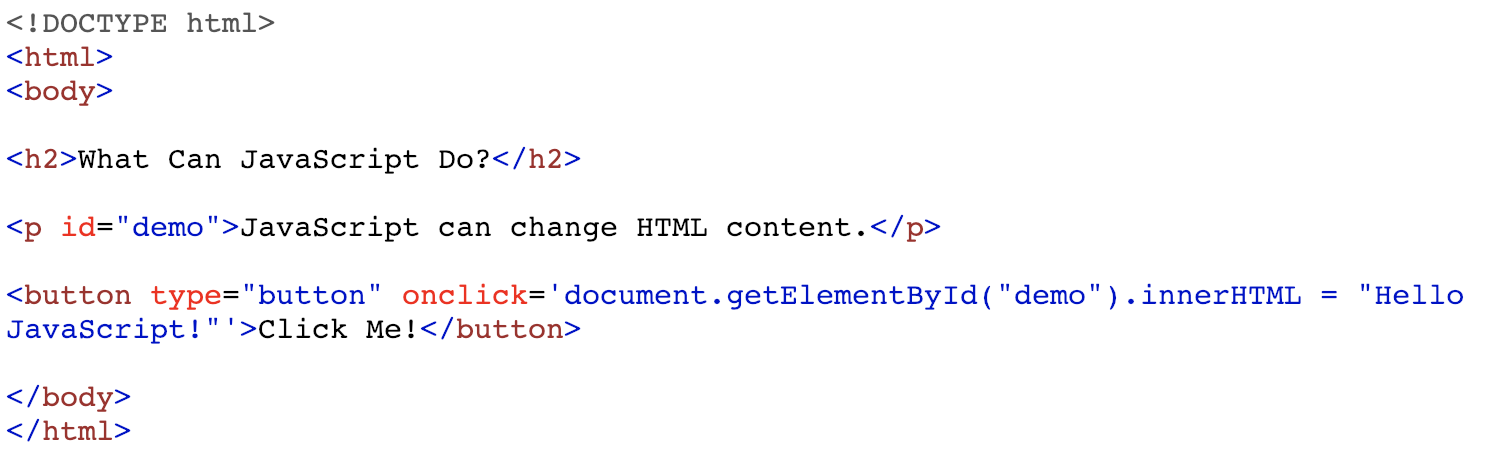 <!DOCTYPE html>
<html>
<body>
<h2>What Can JavaScript Do?</h2>
<p id="demo">JavaScript can change HTML content.</p>
<button type="button" onclick='document.getElementById("demo").innerHTML = "Hello
JavaScript!"'>Click Me!</button>
</body>
</html>